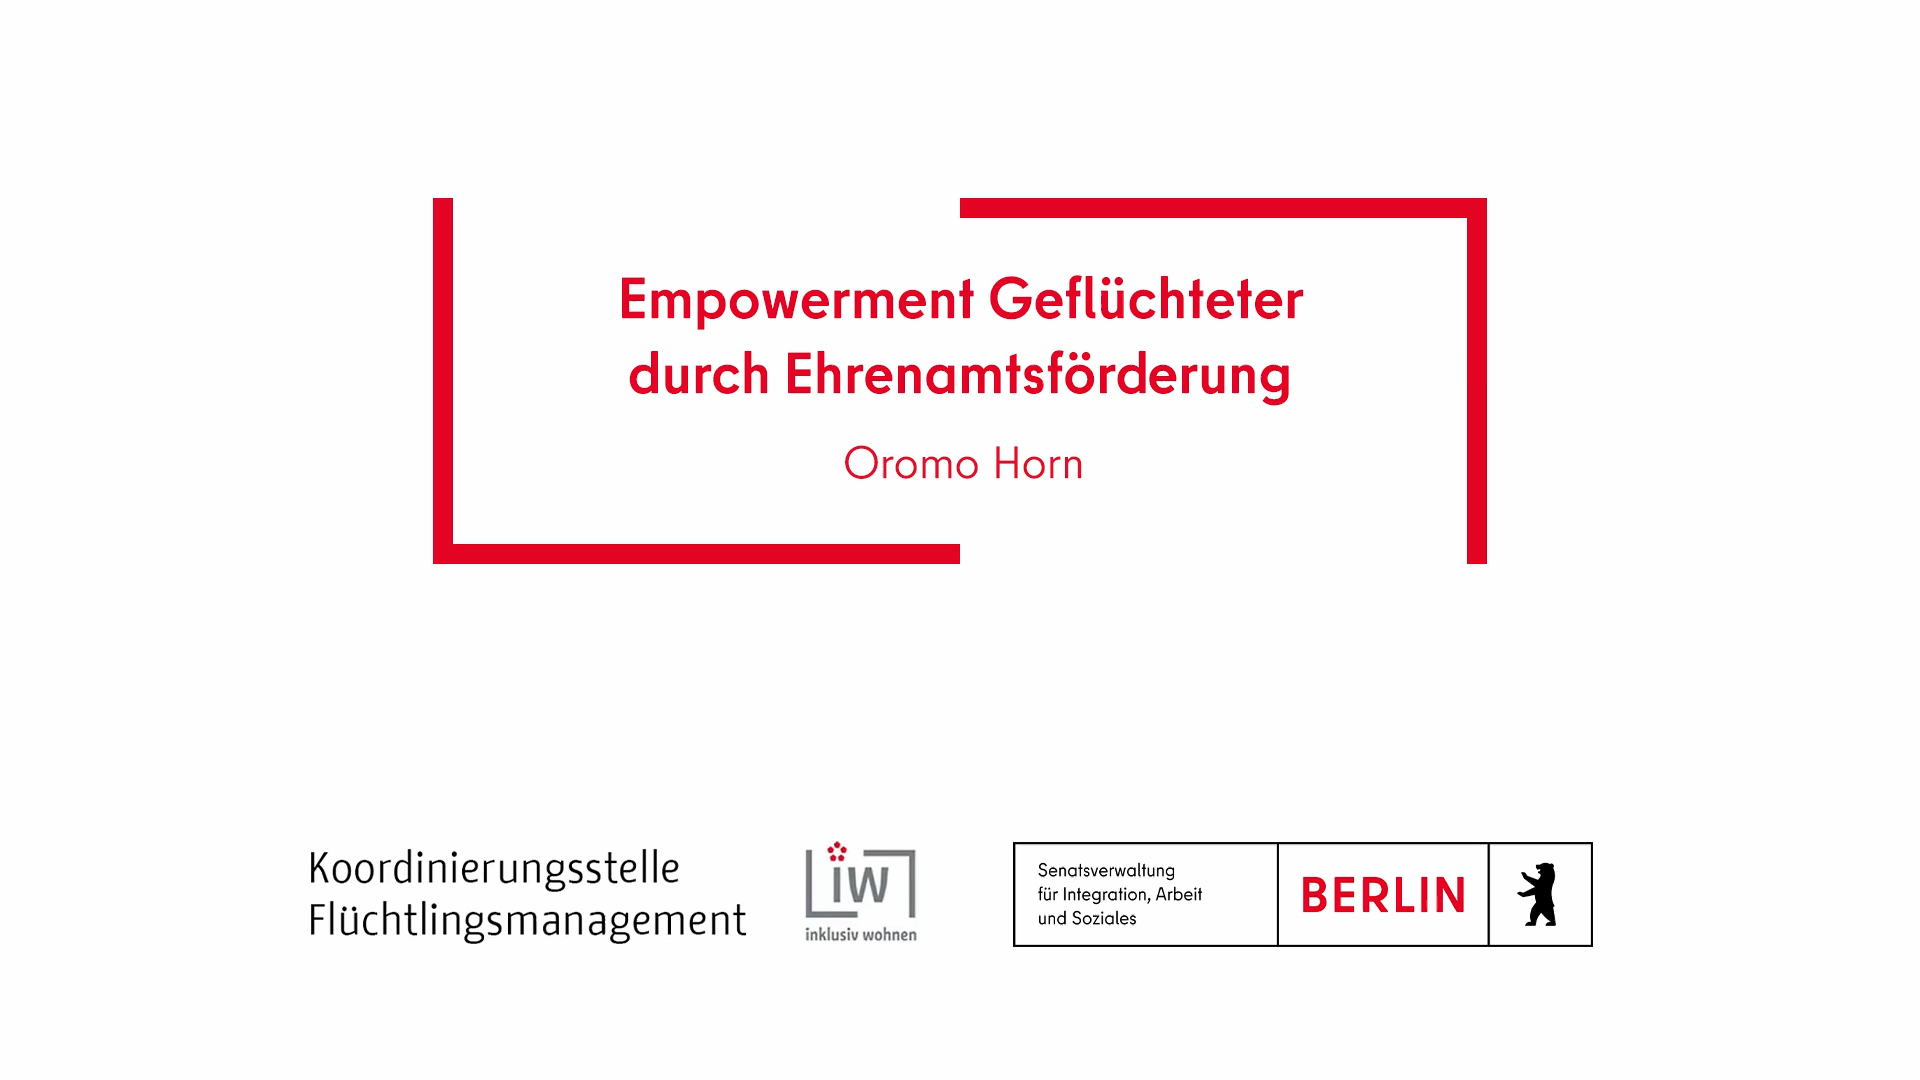 Empowerment Geflüchteter
durch Ehrenamtsförderung
Oromo Horn
Koordinierungsstelle
Flüchtlingsmanagement
iw
inklusiv wohnen
Senatsverwaltung
für Integration, Arbeit
und Soziales
BERLIN